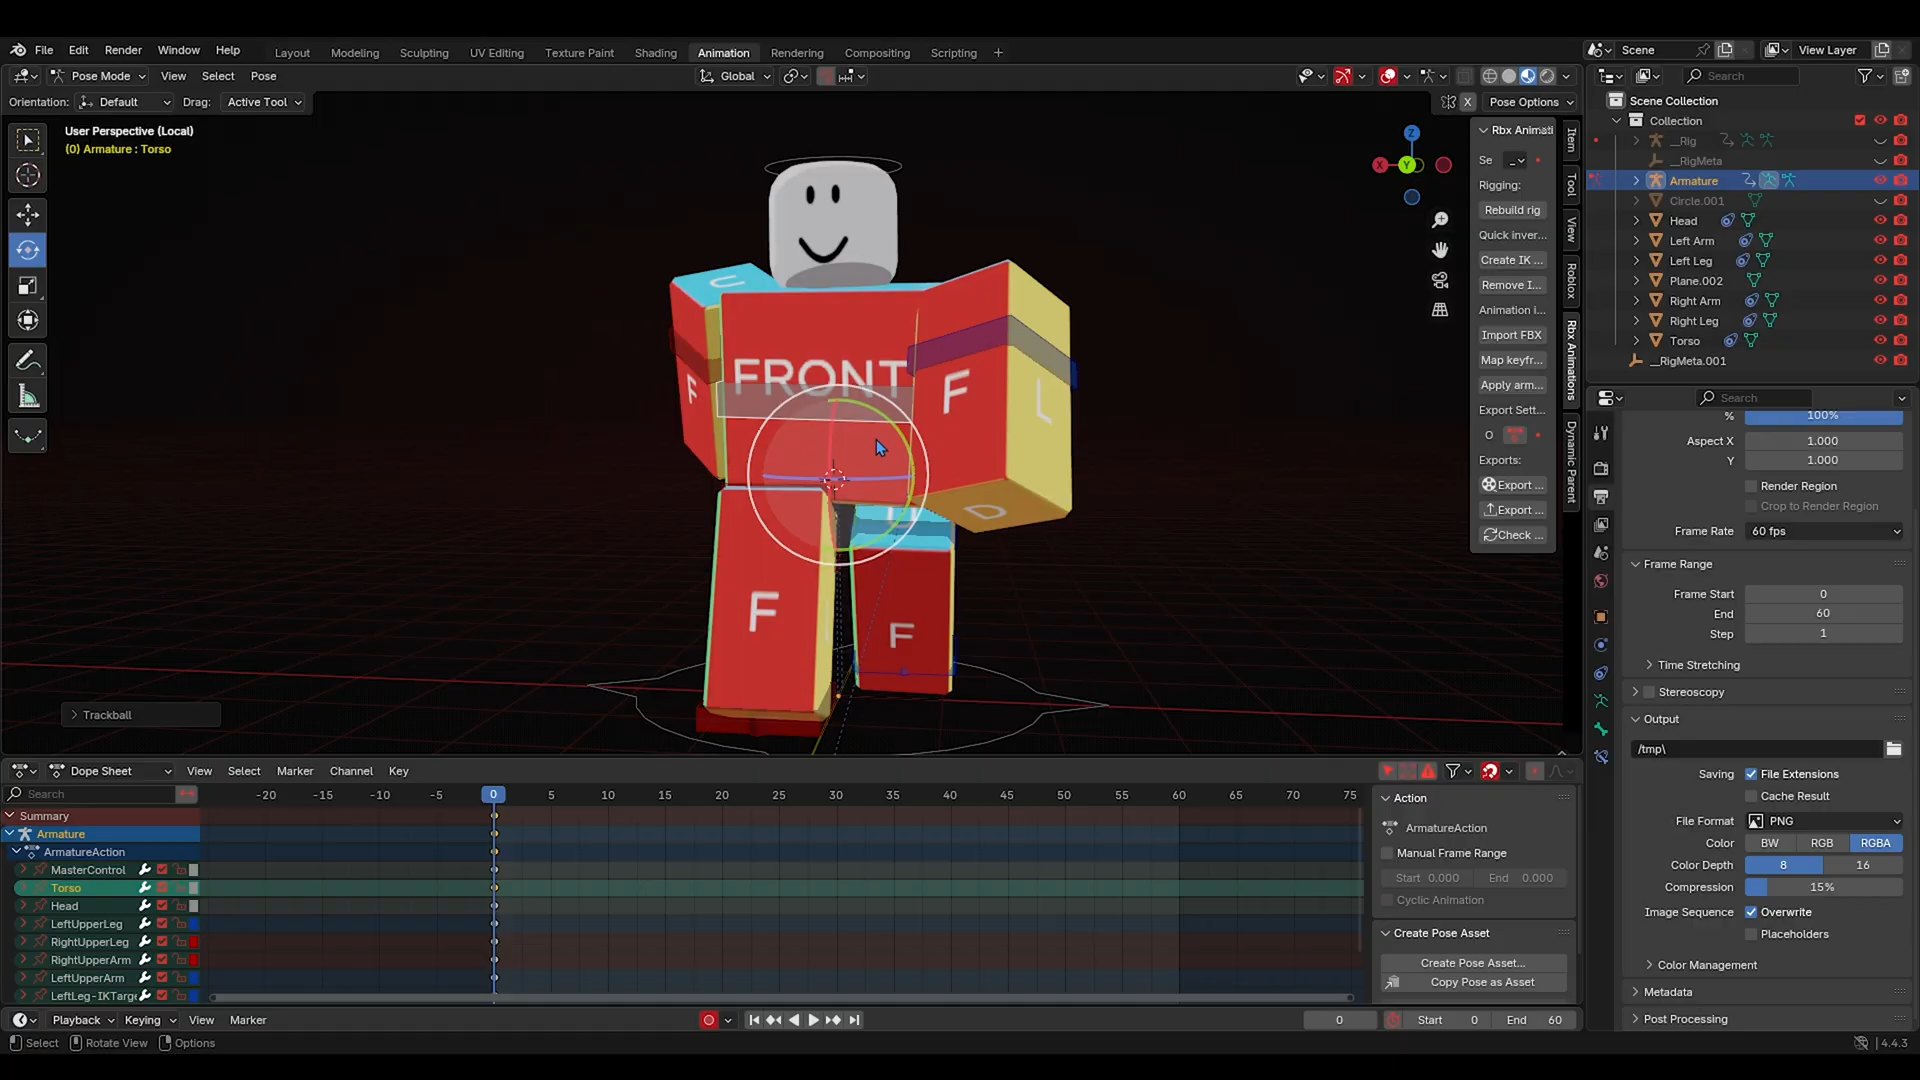 File Edit Render Window Help
Layout Modeling Sculpting UV Editing Texture Paint Shading Animation Rendering Compositing Scripting +
Scene
View Layer
Pose Mode View Select Pose
Global
Search
Orientation: Default Drag: Active Tool
X Pose Options
User Perspective (Local)
(0) Armature : Torso
Scene Collection
Collection
__Rig
__RigMeta
Armature
Circle.001
Head
Left Arm
Left Leg
Plane.002
Right Arm
Right Leg
Torso
__RigMeta.001
Z
X
Y
Rbx Animati
Se
Rigging:
Rebuild rig
Quick inver...
Create IK ...
Remove I...
Animation i...
Import FBX
Map keyfr...
Apply arm...
Export Sett...
O
Exports:
Export ...
Export ...
Check ...
Item
Tool
View
Roblox
Rbx Animations
Dynamic Parent
U
FRONT
F
F
L
D
U
F
F
Trackball
Search
% 100%
Aspect X 1.000
Y 1.000
Render Region
Crop to Render Region
Frame Rate 60 fps
Frame Range
Frame Start 0
End 60
Step 1
Time Stretching
Stereoscopy
Output
/tmp\
Saving File Extensions
Cache Result
File Format PNG
Color BW RGB RGBA
Color Depth 8 16
Compression 15%
Image Sequence Overwrite
Placeholders
Color Management
Metadata
Post Processing
Dope Sheet View Select Marker Channel Key
Search
-20 -15 -10 -5 0 5 10 15 20 25 30 35 40 45 50 55 60 65 70 75
Summary
Armature
ArmatureAction
MasterControl
Torso
Head
LeftUpperLeg
RightUpperLeg
RightUpperArm
LeftUpperArm
LeftLeg-IKTarge
Action
ArmatureAction
Manual Frame Range
Start 0.000 End 0.000
Cyclic Animation
Create Pose Asset
Create Pose Asset...
Copy Pose as Asset
Playback Keying View Marker
0 Start 0 End 60
Select Rotate View Options
4.4.3